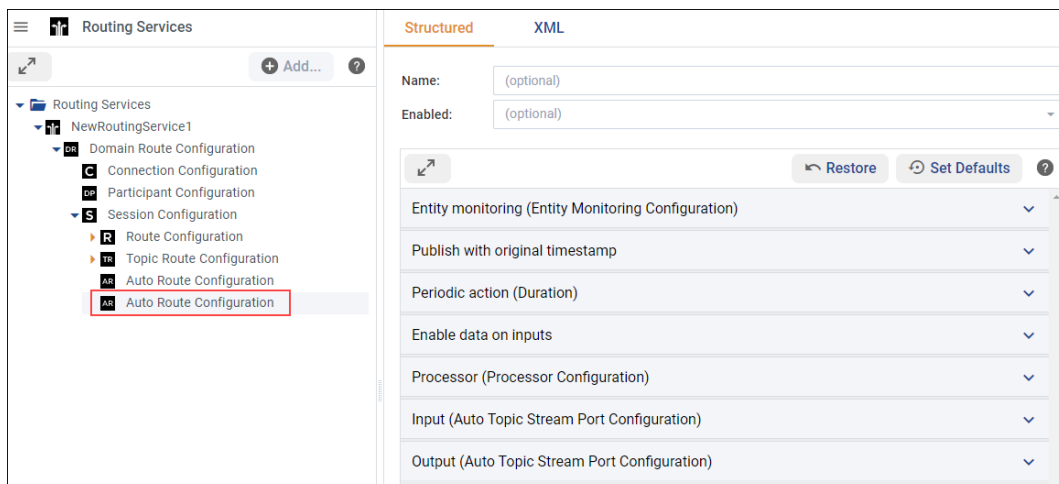 Routing Services
Add...
?
Routing Services
NewRoutingService1
DR Domain Route Configuration
C Connection Configuration
DP Participant Configuration
S Session Configuration
R Route Configuration
TR Topic Route Configuration
AR Auto Route Configuration
AR Auto Route Configuration
Structured XML
Name: (optional)
Enabled: (optional)
Restore Set Defaults ?
Entity monitoring (Entity Monitoring Configuration)
Publish with original timestamp
Periodic action (Duration)
Enable data on inputs
Processor (Processor Configuration)
Input (Auto Topic Stream Port Configuration)
Output (Auto Topic Stream Port Configuration)